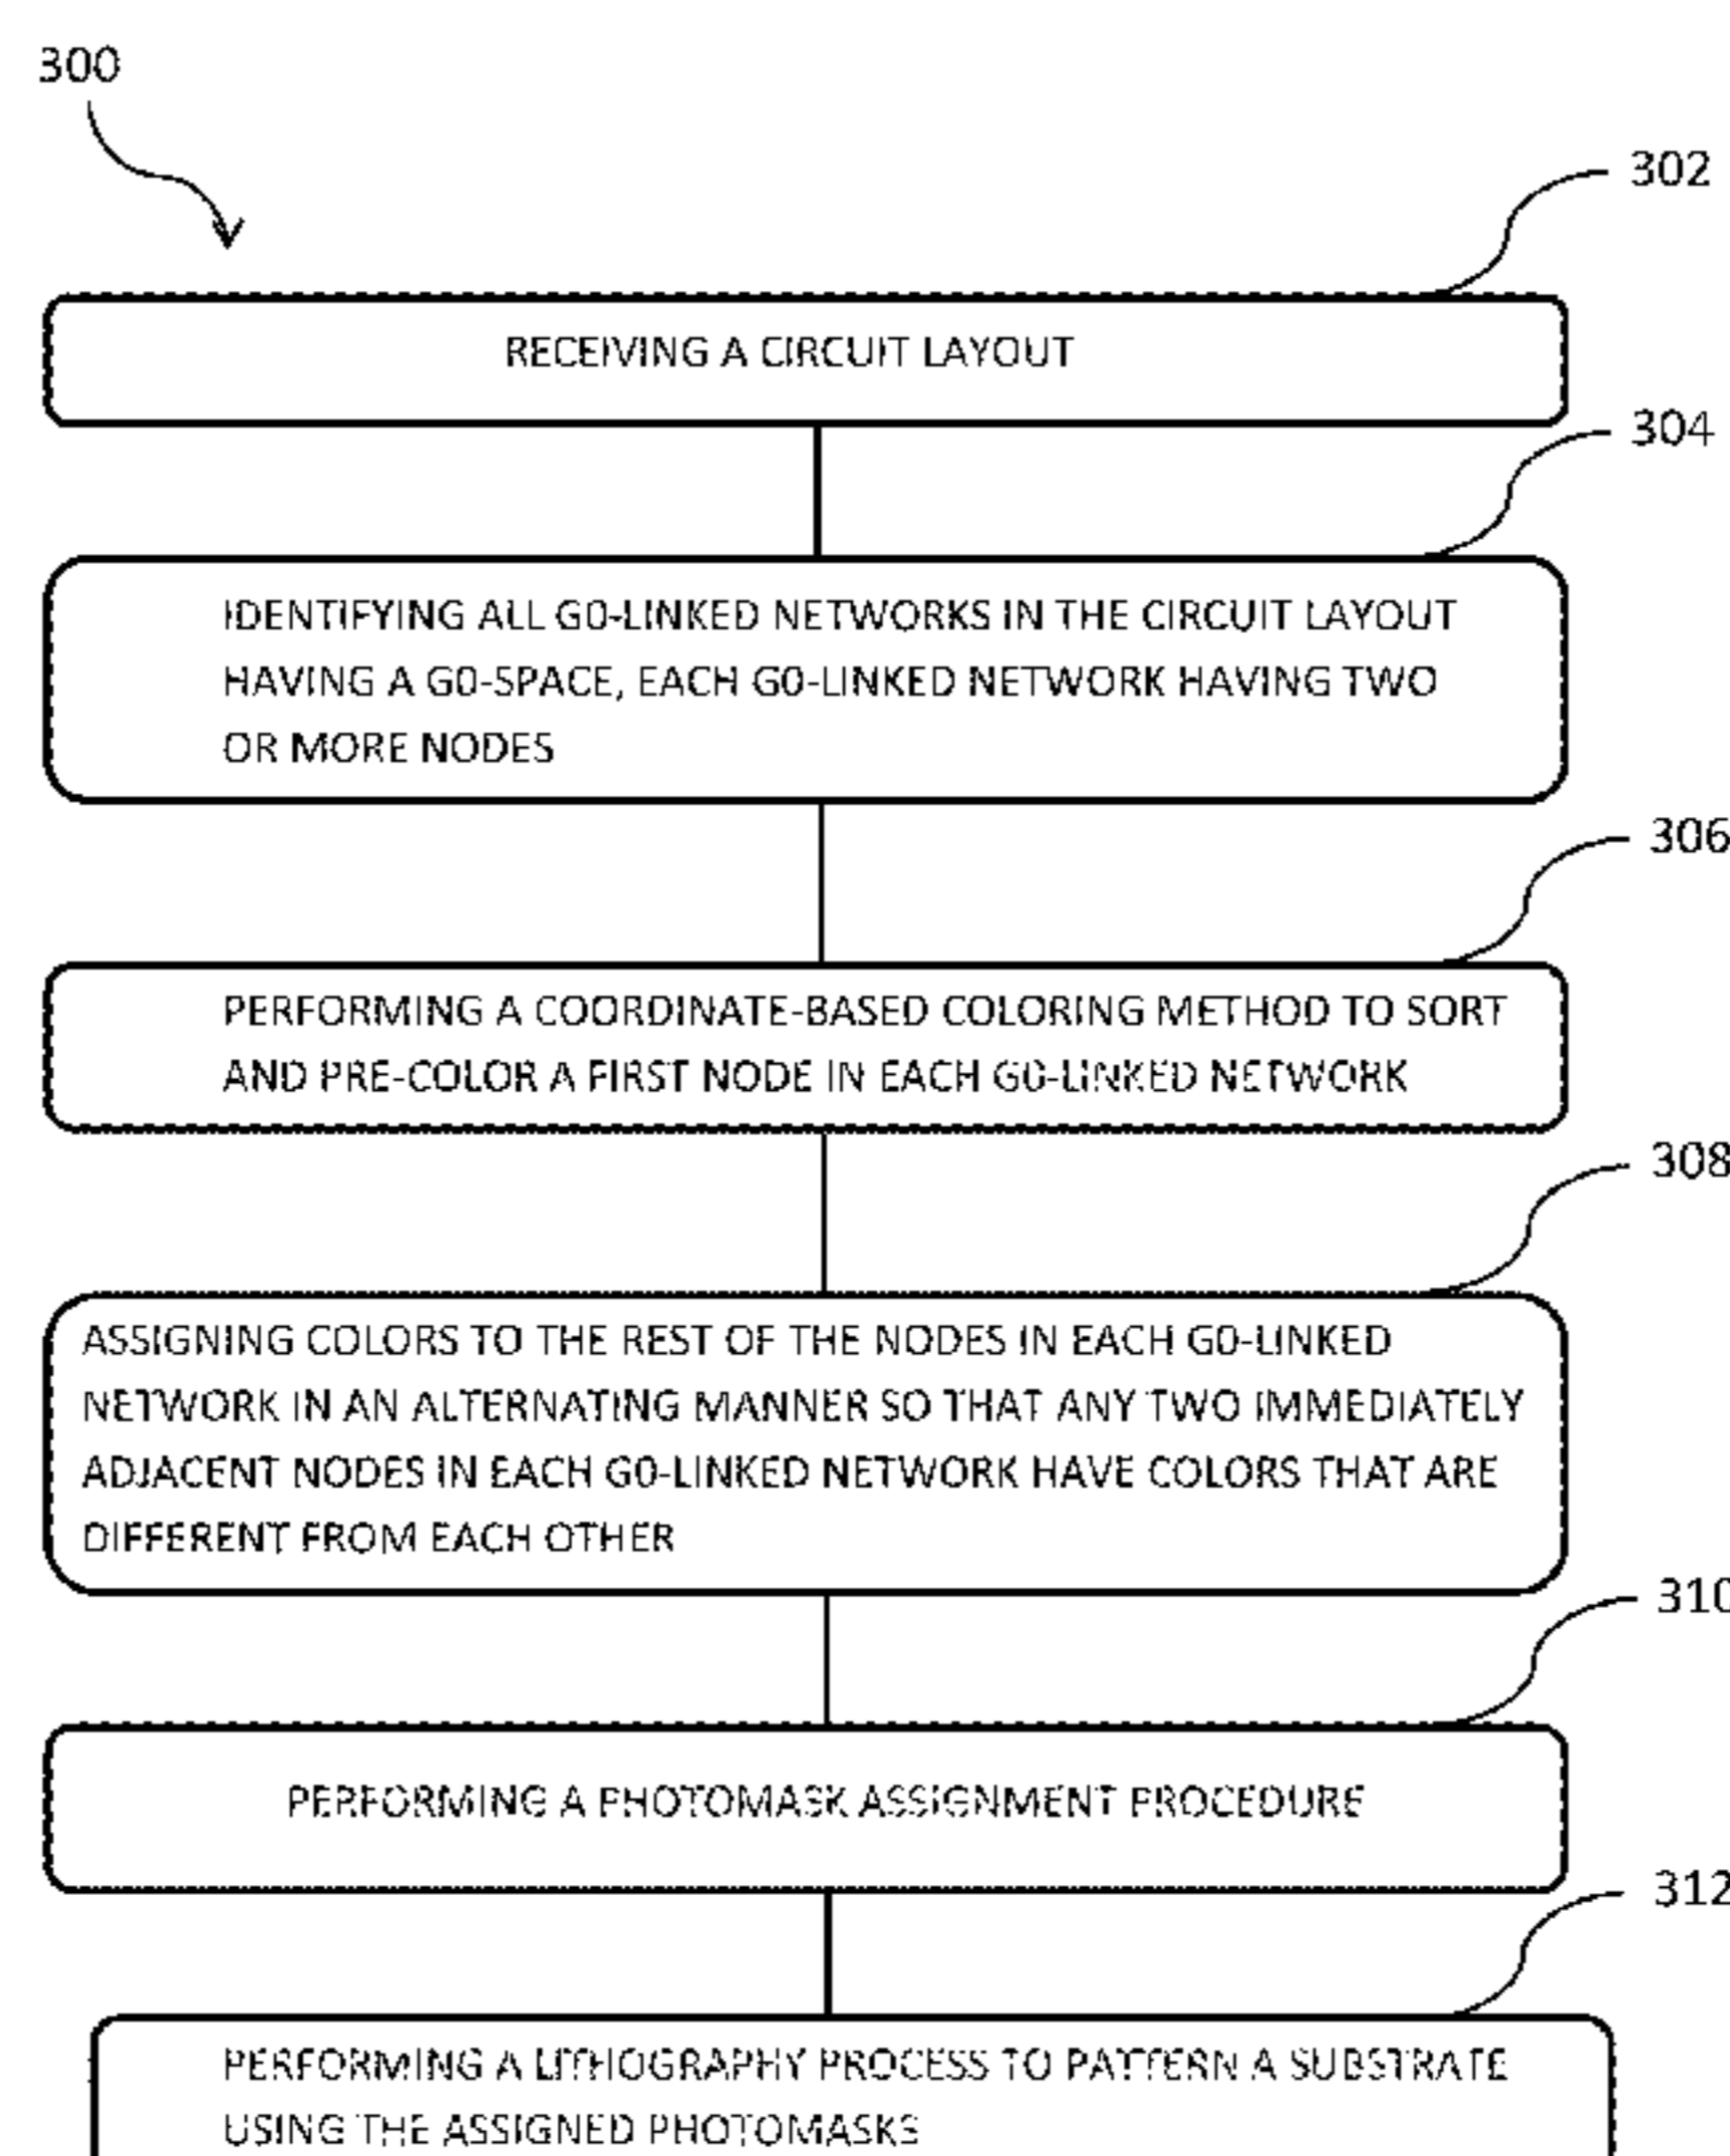 300
302
RECEIVING A CIRCUIT LAYOUT
304
IDENTIFYING ALL G0-LINKED NETWORKS IN THE CIRCUIT LAYOUT
HAVING A G0-SPACE, EACH G0-LINKED NETWORK HAVING TWO
OR MORE NODES
306
PERFORMING A COORDINATE-BASED COLORING METHOD TO SORT
AND PRE-COLOR A FIRST NODE IN EACH G0-LINKED NETWORK
308
ASSIGNING COLORS TO THE REST OF THE NODES IN EACH G0-LINKED
NETWORK IN AN ALTERNATING MANNER SO THAT ANY TWO IMMEDIATELY
ADJACENT NODES IN EACH G0-LINKED NETWORK HAVE COLORS THAT ARE
DIFFERENT FROM EACH OTHER
310
PERFORMING A PHOTOMASK ASSIGNMENT PROCEDURE
312
PERFORMING A LITHOGRAPHY PROCESS TO PATTERN A SUBSTRATE
USING THE ASSIGNED PHOTOMASKS